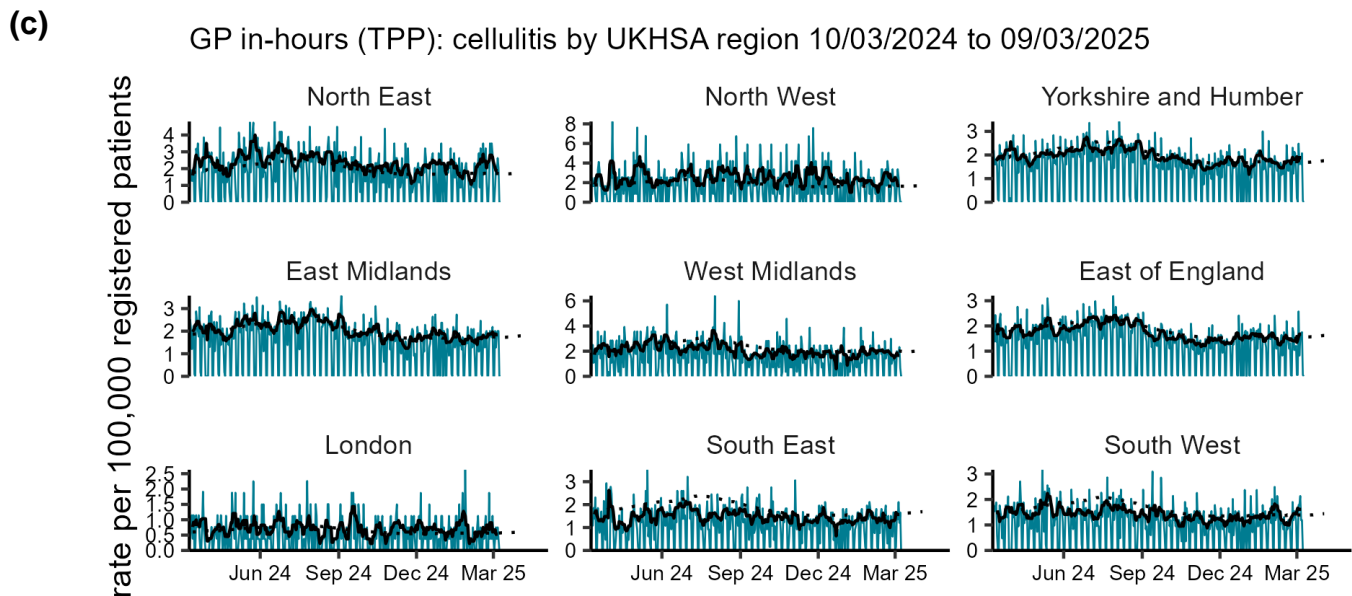 (c)
GP in-hours (TPP): cellulitis by UKHSA region 10/03/2024 to 09/03/2025
rate per 100,000 registered patients
North East
4
3
2
1
0
North West
8
6
4
2
0
Yorkshire and Humber
3
2
1
0
East Midlands
3
2
1
0
West Midlands
6
4
2
0
East of England
3
2
1
0
London
2.5
2.0
1.5
1.0
0.5
0.0
South East
3
2
1
0
South West
3
2
1
0
Jun 24 Sep 24 Dec 24 Mar 25
Jun 24 Sep 24 Dec 24 Mar 25
Jun 24 Sep 24 Dec 24 Mar 25